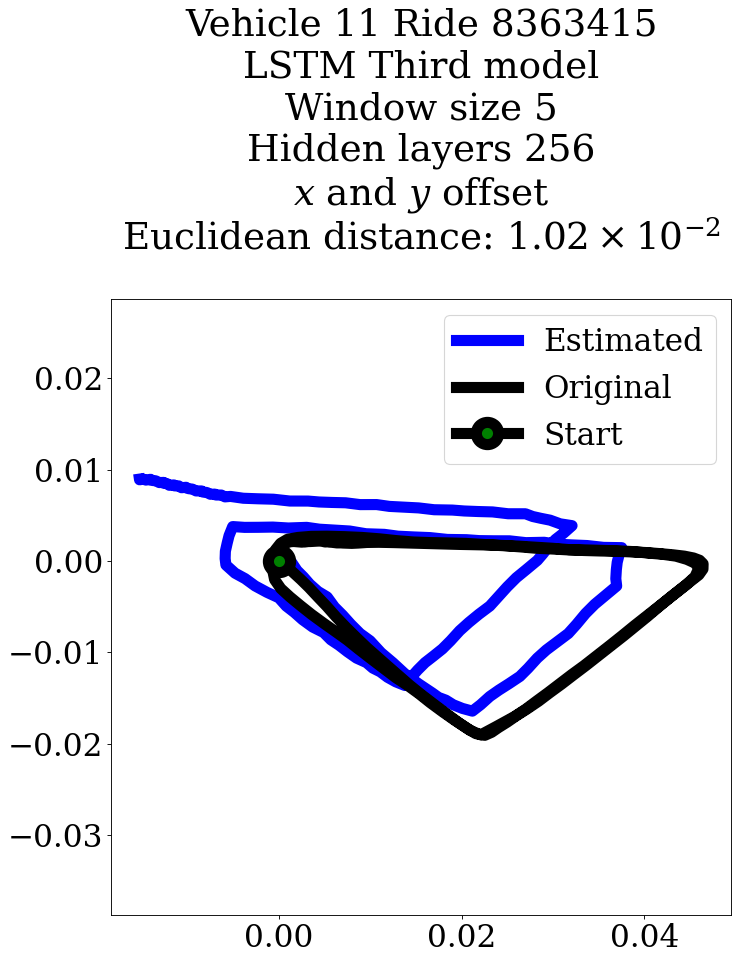 Vehicle 11 Ride 8363415
LSTM Third model
Window size 5
Hidden layers 256
x and y offset
Euclidean distance: 1.02 × 10⁻²
Estimated
Original
Start
0.02
0.01
0.00
−0.01
−0.02
−0.03
0.00 0.02 0.04